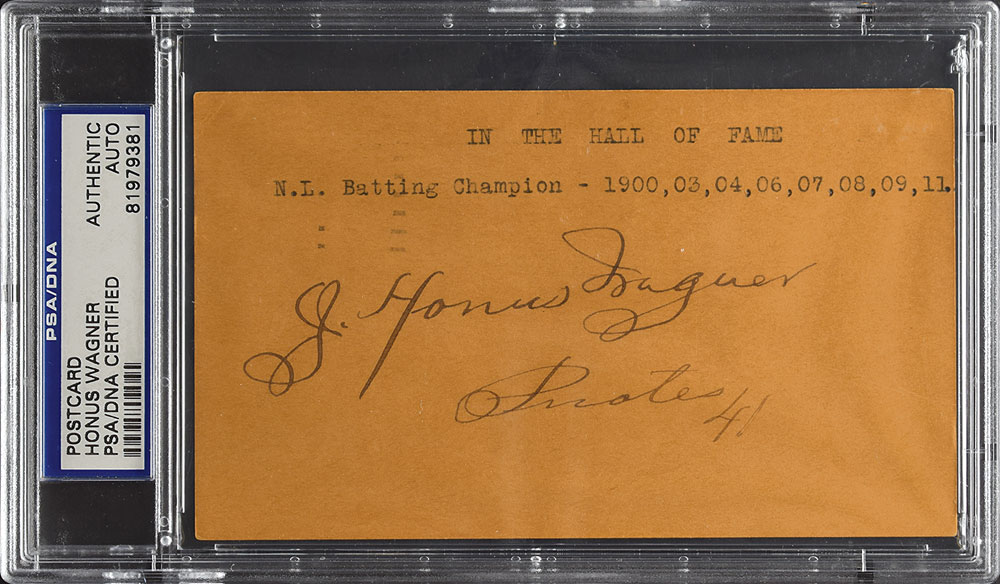 PSA/DNA
POSTCARD
HONUS WAGNER
PSA/DNA CERTIFIED
AUTHENTIC
AUTO
81979381
IN THE HALL OF FAME
N.L. Batting Champion - 1900,03,04,06,07,08,09,11.
J. Honus Wagner
Pirates 41